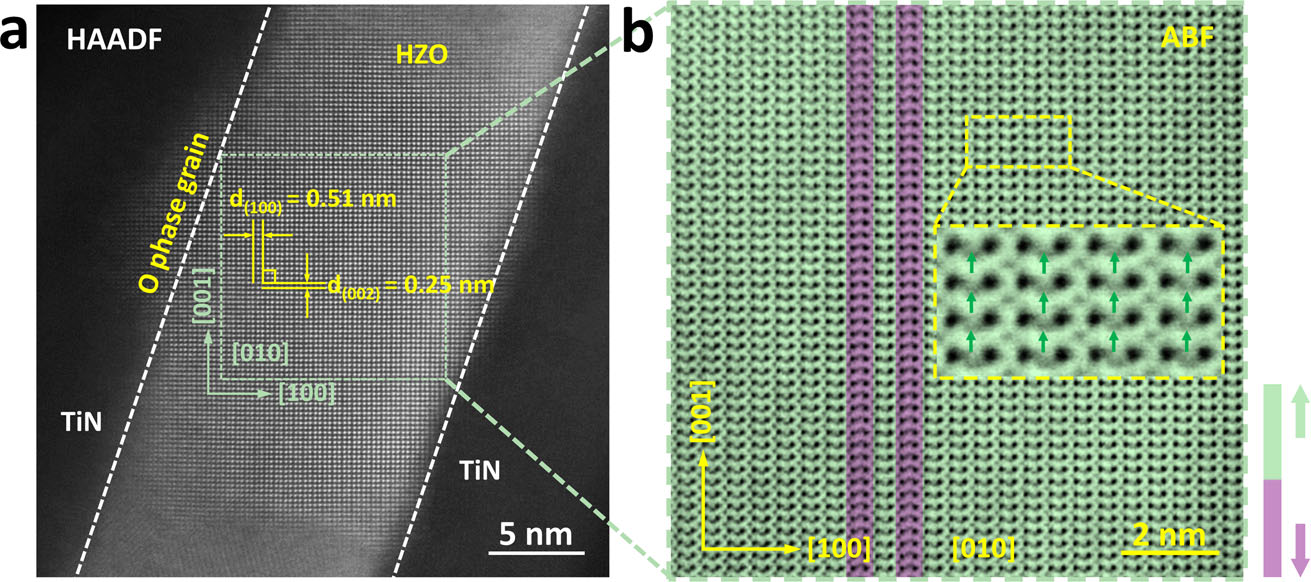 a
HAADF
HZO
O phase grain
d(100) = 0.51 nm
d(002) = 0.25 nm
[001]
[010]
[100]
TiN
TiN
5 nm
b
ABF
[001]
[100]
[010]
2 nm